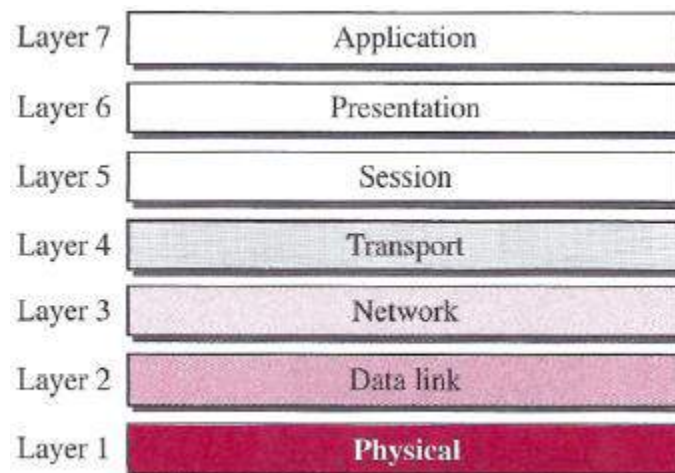 Layer 7 Application
Layer 6 Presentation
Layer 5 Session
Layer 4 Transport
Layer 3 Network
Layer 2 Data link
Layer 1 Physical